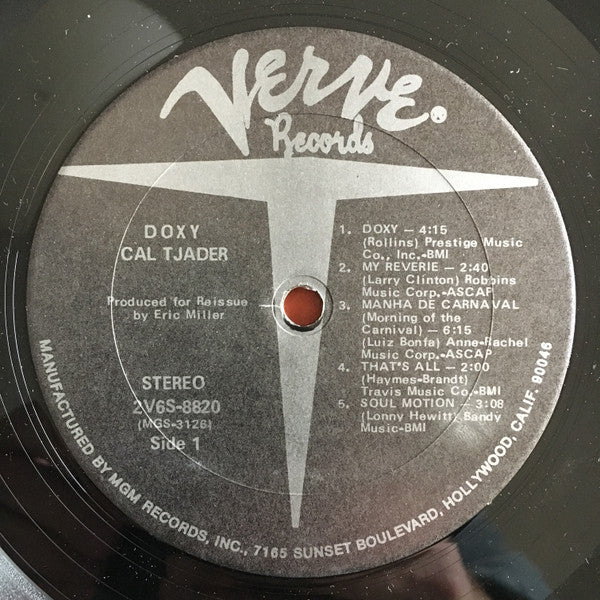 Verve
Records
DOXY
CAL TJADER
Produced for Reissue
by Eric Miller
STEREO
2V6S-8820
(MGS-3126)
Side 1
1. DOXY — 4:15
(Rollins) Prestige Music
Co., Inc.-BMI
2. MY REVERIE — 2:40
(Larry Clinton) Robbins
Music Corp.-ASCAP
3. MANHA DE CARNAVAL
(Morning of the
Carnival) — 6:15
(Luiz Bonfa) Anne-Rachel
Music Corp.-ASCAP
4. THAT'S ALL — 2:00
(Haymes-Brandt)
Travis Music Co.-BMI
5. SOUL MOTION — 3:08
(Lonny Hewitt) Bandy
Music-BMI
MANUFACTURED BY MGM RECORDS, INC., 7165 SUNSET BOULEVARD, HOLLYWOOD, CALIF. 90046